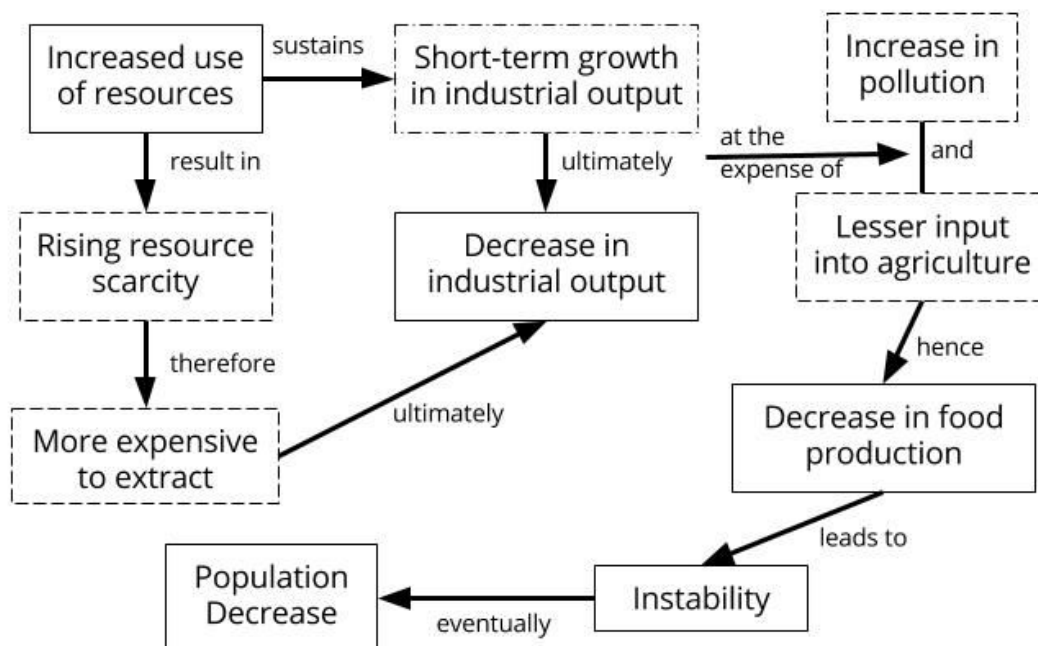 Increased use
of resources
sustains
Short-term growth
in industrial output
Increase in
pollution
result in
ultimately
at the
expense of
and
Rising resource
scarcity
Decrease in
industrial output
Lesser input
into agriculture
therefore
hence
More expensive
to extract
ultimately
Decrease in food
production
leads to
Population
Decrease
eventually
Instability